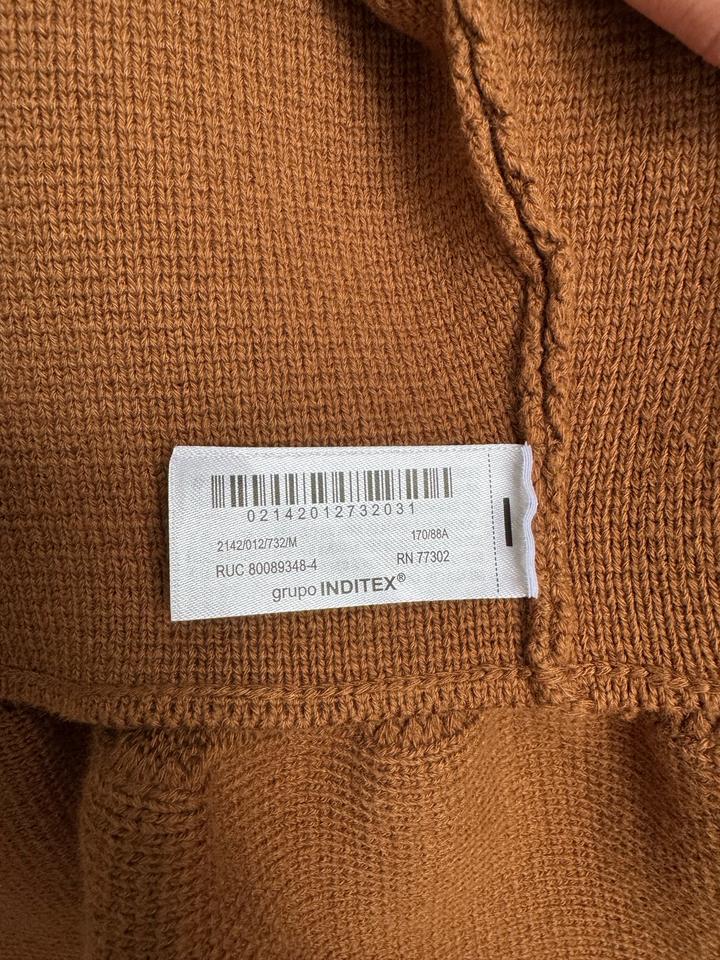 02142012732031
2142/012/732/M 170/88A
RUC 80089348-4 RN 77302
grupo INDITEX®